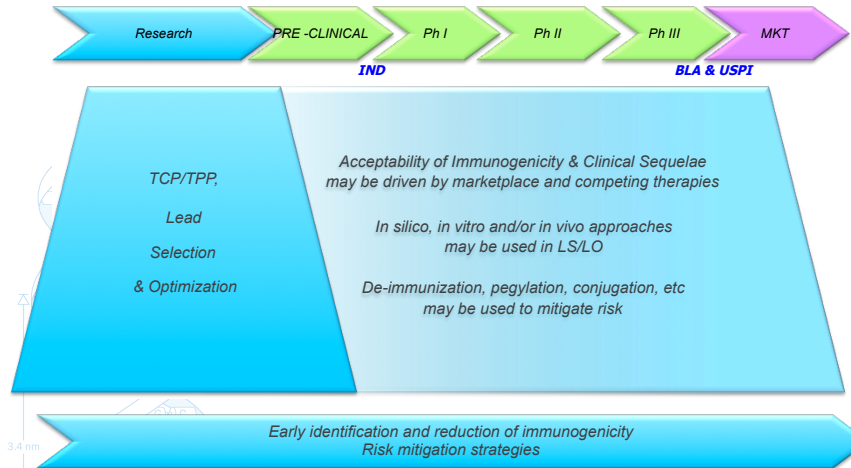 Research
PRE -CLINICAL
Ph I
Ph II
Ph III
MKT
IND
BLA & USPI
TCP/TPP,
Lead
Selection
& Optimization
Acceptability of Immunogenicity & Clinical Sequelae
may be driven by marketplace and competing therapies
In silico, in vitro and/or in vivo approaches
may be used in LS/LO
De-immunization, pegylation, conjugation, etc
may be used to mitigate risk
3.4 nm
Early identification and reduction of immunogenicity
Risk mitigation strategies